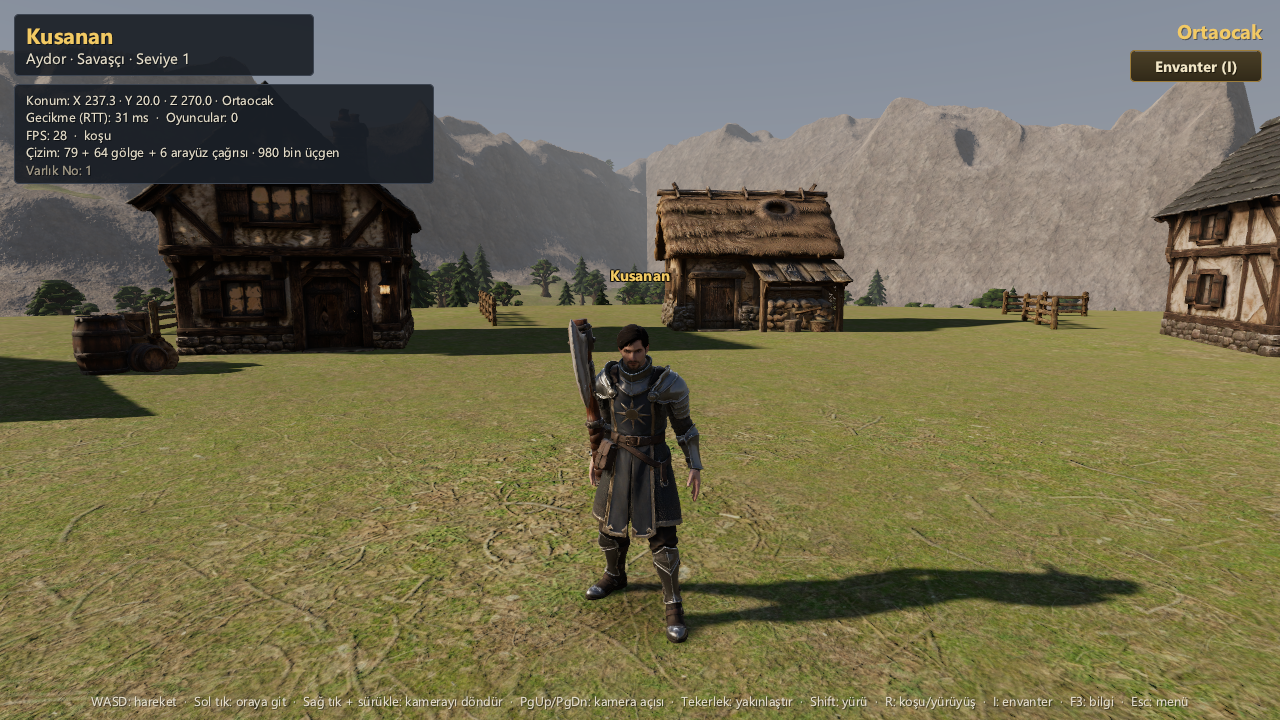 Kusanan
Aydor · Savaşçı · Seviye 1
Ortaocak
Envanter (I)
Konum: X 237.3 · Y 20.0 · Z 270.0 · Ortaocak
Gecikme (RTT): 31 ms · Oyuncular: 0
FPS: 28 · koşu
Çizim: 79 + 64 gölge + 6 arayüz çağrısı · 980 bin üçgen
Varlık No: 1
Kusanan
WASD: hareket · Sol tık: oraya git · Sağ tık + sürükle: kamerayı döndür · PgUp/PgDn: kamera açısı · Tekerlek: yakınlaştır · Shift: yürü · R: koşu/yürüyüş · I: envanter · F3: bilgi · Esc: menü